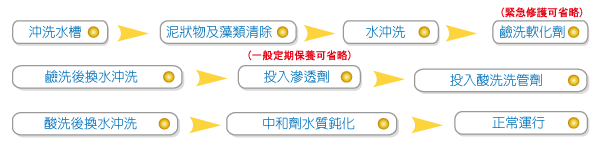 (緊急修護可省略)
沖洗水槽
泥狀物及藻類清除
水沖洗
鹼洗軟化劑
(一般定期保養可省略)
鹼洗後換水沖洗
投入滲透劑
投入酸洗洗管劑
酸洗後換水沖洗
中和劑水質鈍化
正常運行